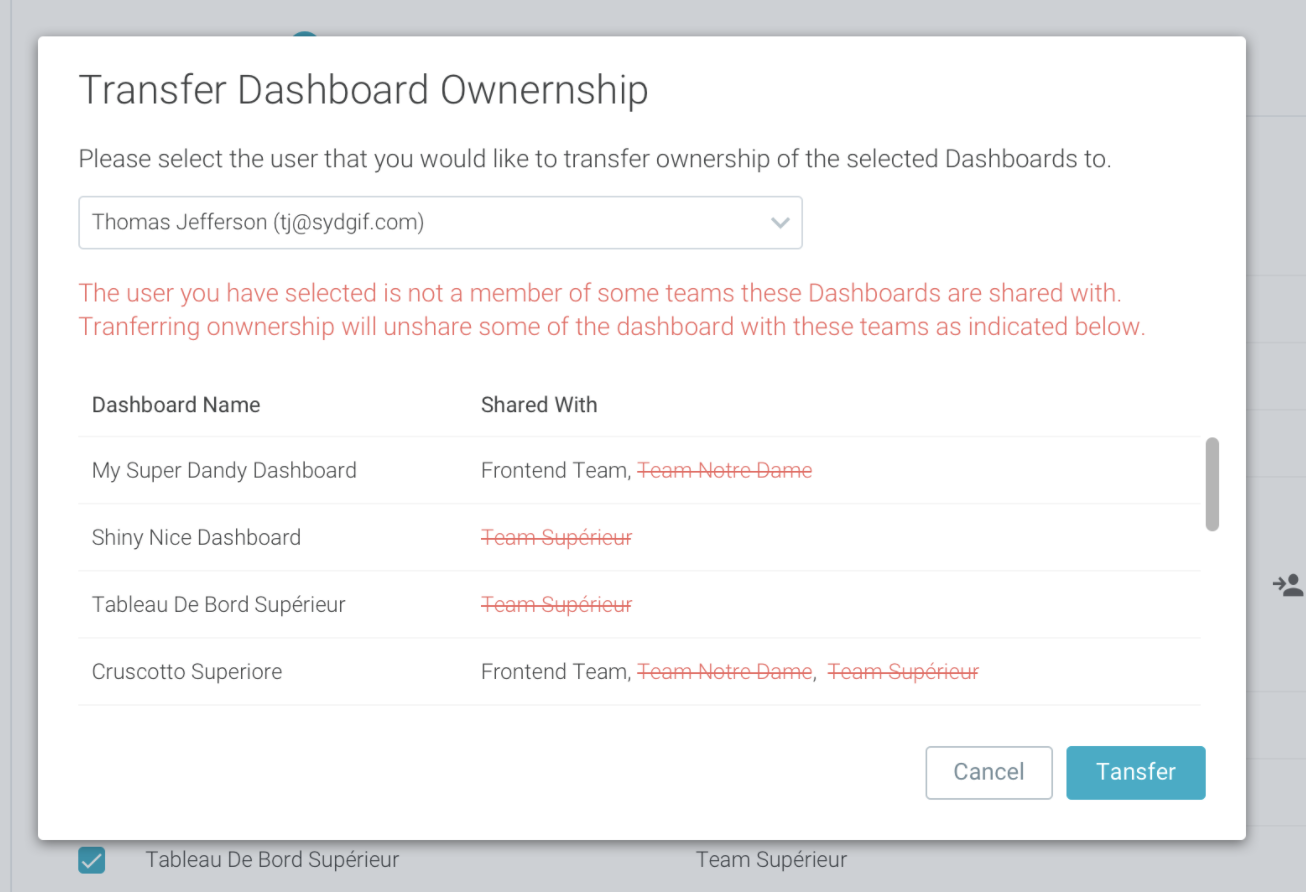 Transfer Dashboard Ownernship
Please select the user that you would like to transfer ownership of the selected Dashboards to.
Thomas Jefferson (tj@sydgif.com)
The user you have selected is not a member of some teams these Dashboards are shared with.
Tranferring onwnership will unshare some of the dashboard with these teams as indicated below.
Dashboard Name Shared With
My Super Dandy Dashboard Frontend Team, Team Notre Dame
Shiny Nice Dashboard Team Supérieur
Tableau De Bord Supérieur Team Supérieur
Cruscotto Superiore Frontend Team, Team Notre Dame, Team Supérieur
Cancel Tansfer
Tableau De Bord Supérieur Team Supérieur